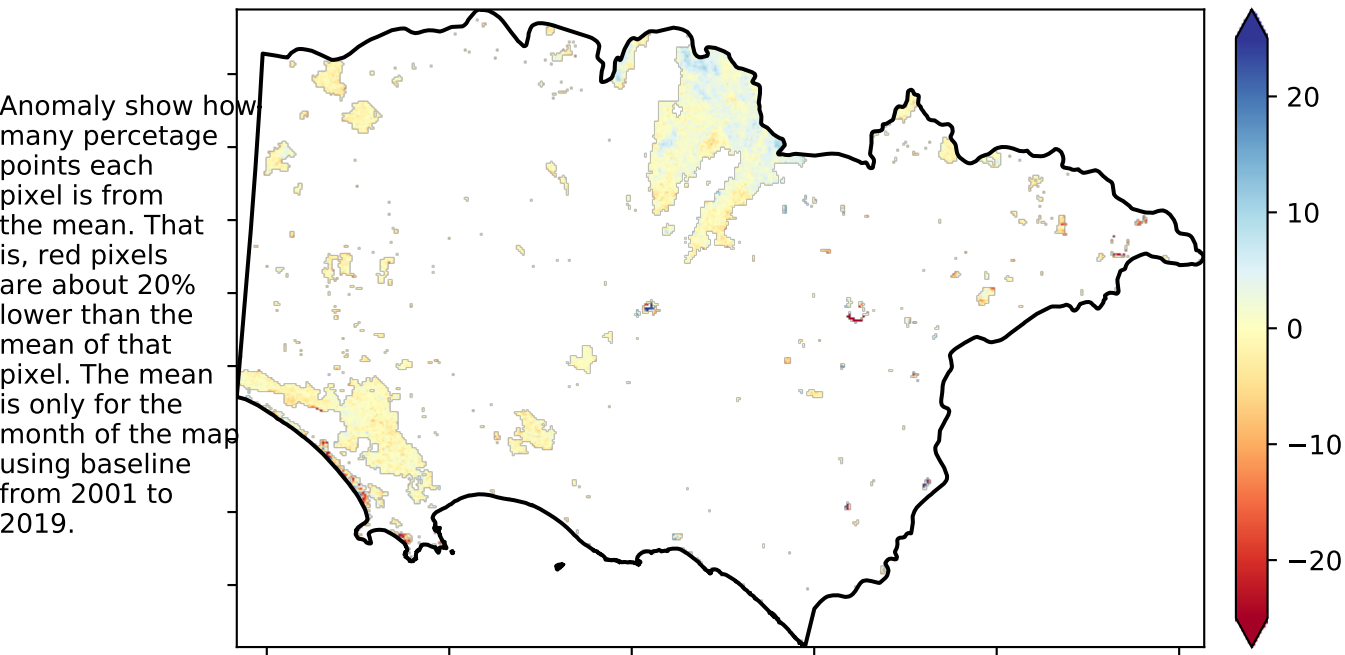 Anomaly show how
many percetage
points each
pixel is from
the mean. That
is, red pixels
are about 20%
lower than the
mean of that
pixel. The mean
is only for the
month of the map
using baseline
from 2001 to
2019.
20
10
0
−10
−20